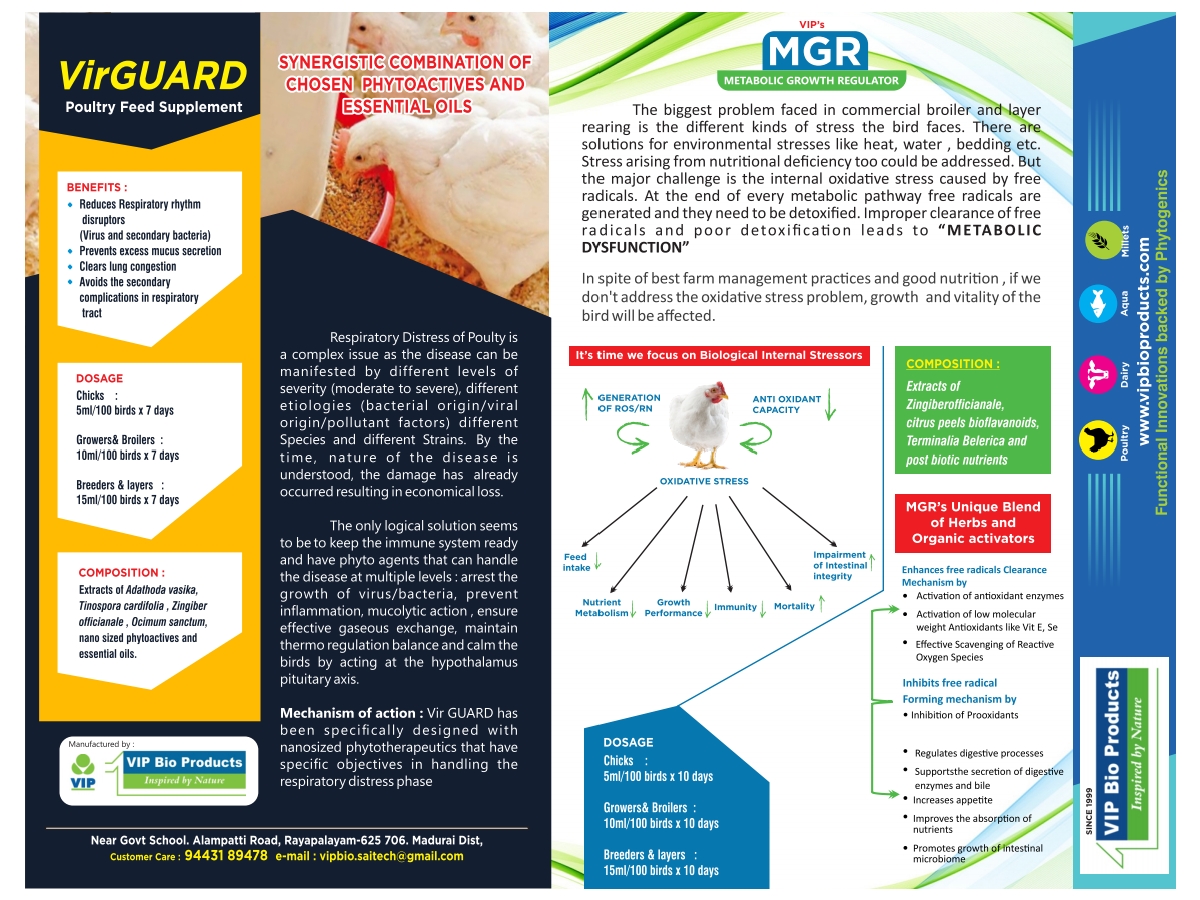 VirGUARD
Poultry Feed Supplement
BENEFITS :
Reduces Respiratory rhythm
disruptors
(Virus and secondary bacteria)
Prevents excess mucus secretion
Clears lung congestion
Avoids the secondary
complications in respiratory
tract
DOSAGE
Chicks :
5ml/100 birds x 7 days
Growers& Broilers :
10ml/100 birds x 7 days
Breeders & layers :
15ml/100 birds x 7 days
COMPOSITION :
Extracts of Adathoda vasika,
Tinospora cardifolia , Zingiber
officianale , Ocimum sanctum,
nano sized phytoactives and
essential oils.
Manufactured by :
VIP
VIP Bio Products
Inspired by Nature
SYNERGISTIC COMBINATION OF
CHOSEN PHYTOACTIVES AND
ESSENTIAL OILS
Respiratory Distress of Poulty is
a complex issue as the disease can be
manifested by different levels of
severity (moderate to severe), different
etiologies (bacterial origin/viral
origin/pollutant factors) different
Species and different Strains. By the
time, nature of the disease is
understood, the damage has already
occurred resulting in economical loss.
The only logical solution seems
to be to keep the immune system ready
and have phyto agents that can handle
the disease at multiple levels : arrest the
growth of virus/bacteria, prevent
inflammation, mucolytic action , ensure
effective gaseous exchange, maintain
thermo regulation balance and calm the
birds by acting at the hypothalamus
pituitary axis.
Mechanism of action : Vir GUARD has
been specifically designed with
nanosized phytotherapeutics that have
specific objectives in handling the
respiratory distress phase
Near Govt School. Alampatti Road, Rayapalayam-625 706. Madurai Dist,
Customer Care : 94431 89478 e-mail : vipbio.saitech@gmail.com
VIP's
MGR
METABOLIC GROWTH REGULATOR
The biggest problem faced in commercial broiler and layer
rearing is the different kinds of stress the bird faces. There are
solutions for environmental stresses like heat, water , bedding etc.
Stress arising from nutritional deficiency too could be addressed. But
the major challenge is the internal oxidative stress caused by free
radicals. At the end of every metabolic pathway free radicals are
generated and they need to be detoxified. Improper clearance of free
radicals and poor detoxification leads to “METABOLIC
DYSFUNCTION”
In spite of best farm management practices and good nutrition , if we
don't address the oxidative stress problem, growth and vitality of the
bird will be affected.
It's time we focus on Biological Internal Stressors
GENERATION
OF ROS/RN
ANTI OXIDANT
CAPACITY
OXIDATIVE STRESS
Feed
intake
Nutrient
Metabolism
Growth
Performance
Immunity
Mortality
Impairment
of Intestinal
integrity
DOSAGE
Chicks :
5ml/100 birds x 10 days
Growers& Broilers :
10ml/100 birds x 10 days
Breeders & layers :
15ml/100 birds x 10 days
COMPOSITION :
Extracts of
Zingiberofficianale,
citrus peels bioflavanoids,
Terminalia Belerica and
post biotic nutrients
MGR's Unique Blend
of Herbs and
Organic activators
Enhances free radicals Clearance
Mechanism by
Activation of antioxidant enzymes
Activation of low molecular
weight Antioxidants like Vit E, Se
Effective Scavenging of Reactive
Oxygen Species
Inhibits free radical
Forming mechanism by
Inhibition of Prooxidants
Regulates digestive processes
Supportsthe secretion of digestive
enzymes and bile
Increases appetite
Improves the absorption of
nutrients
Promotes growth of Intestinal
microbiome
Poultry
Dairy
Aqua
Millets
www.vipbioproducts.com
Functional Innovations backed by Phytogenics
SINCE 1999
VIP Bio Products
Inspired by Nature